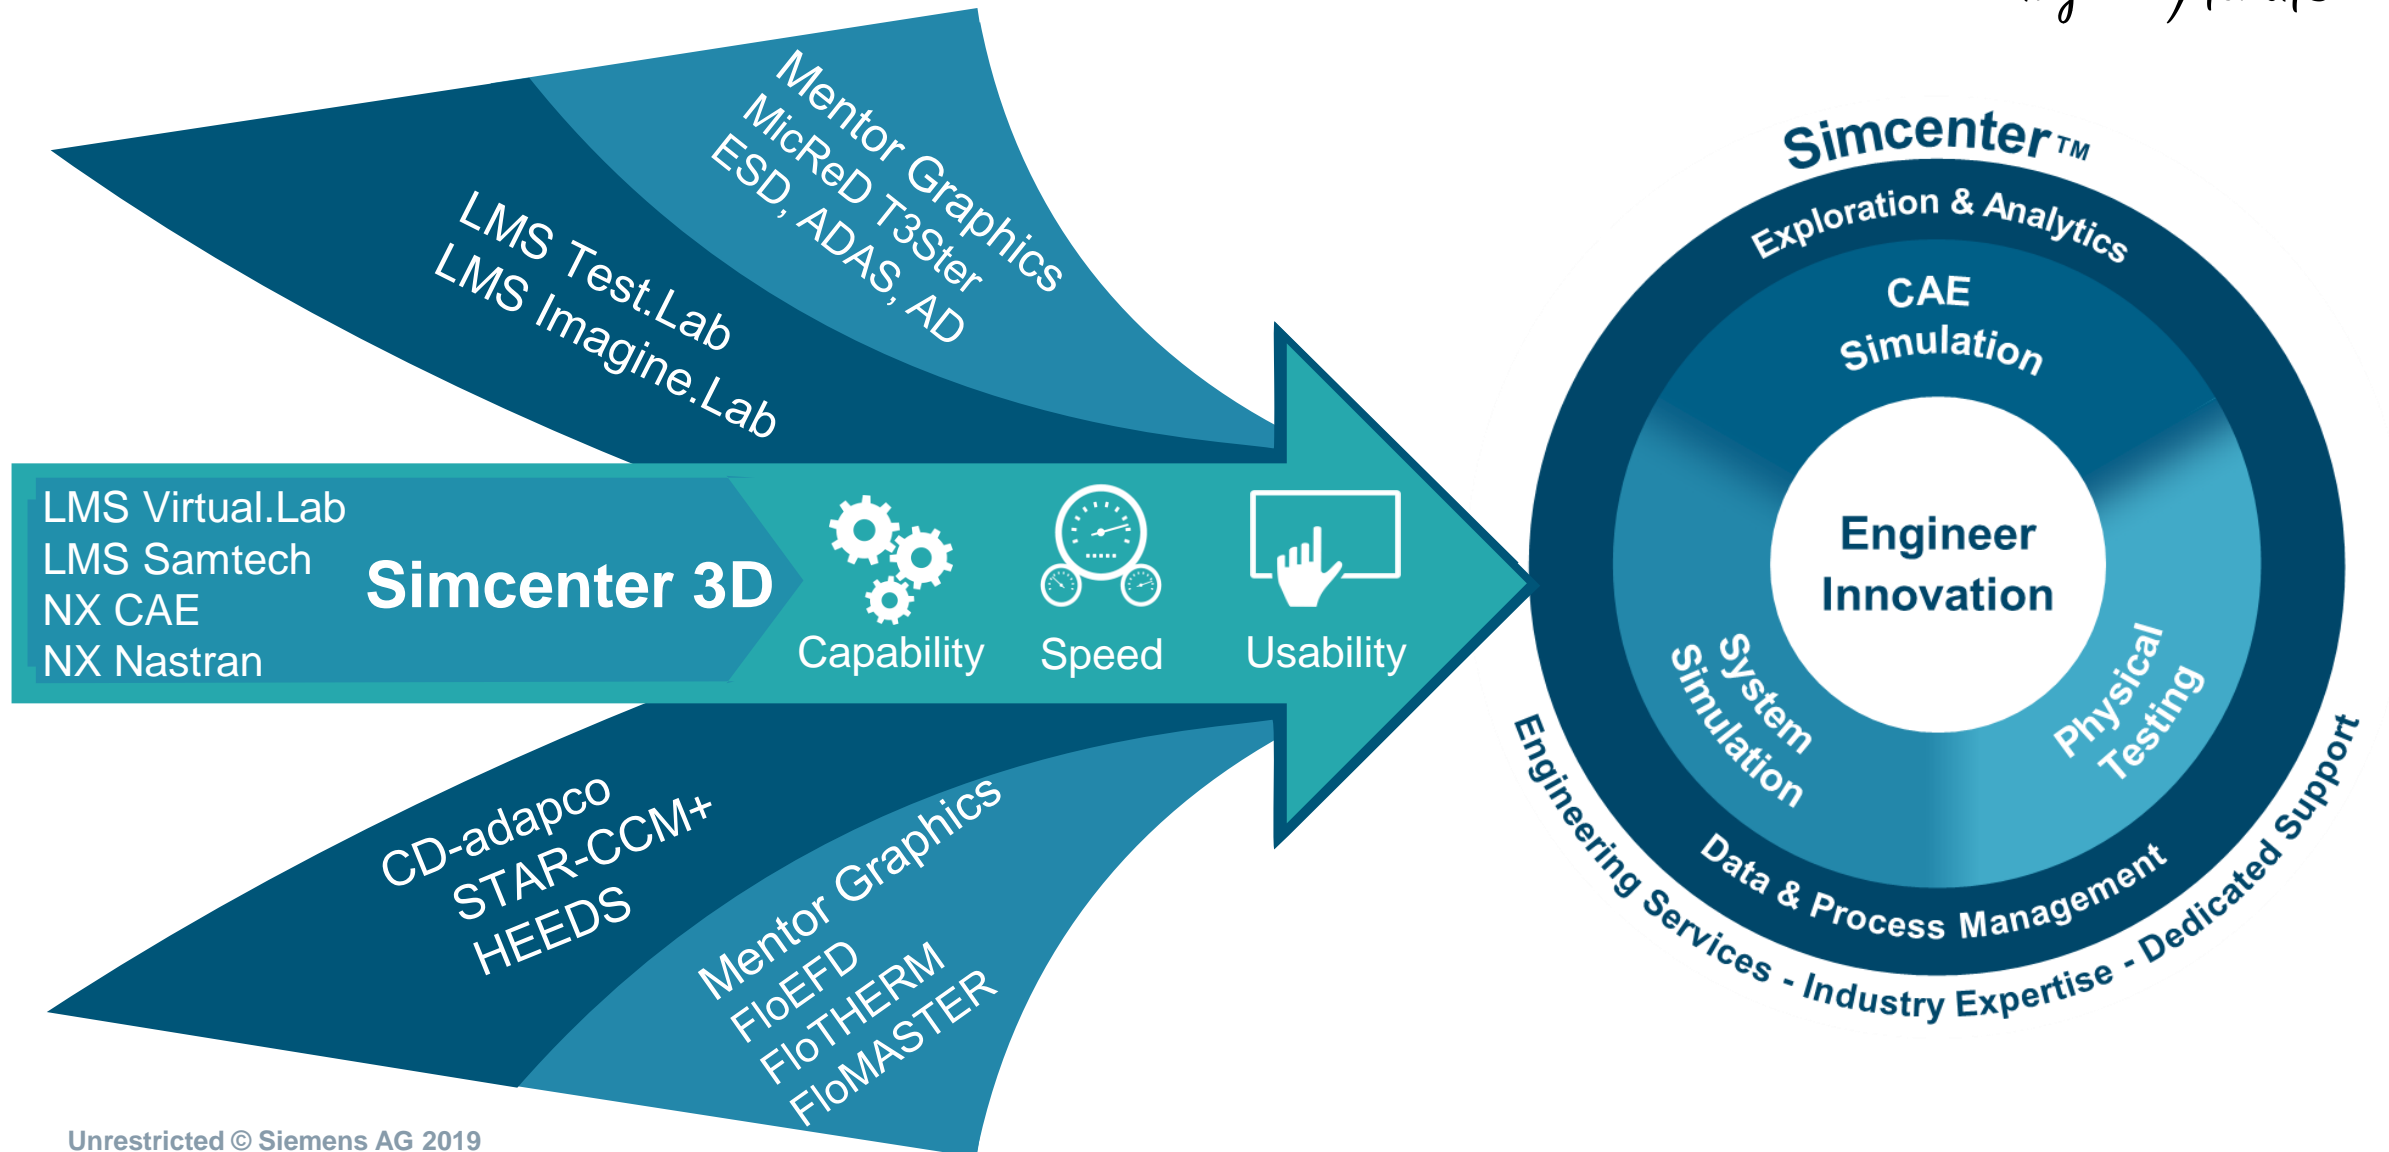 Mentor Graphics
MicReD T3Ster
ESD, ADAS, AD
LMS Test.Lab
LMS Imagine.Lab
LMS Virtual.Lab
LMS Samtech
NX CAE
NX Nastran
Simcenter 3D
Capability
Speed
Usability
CD-adapco
STAR-CCM+
HEEDS
Mentor Graphics
FloEFD
FloTHERM
FloMASTER
Simcenter™
Exploration & Analytics
CAE
Simulation
Engineer
Innovation
System
Simulation
Physical
Testing
Data & Process Management
Engineering Services - Industry Expertise - Dedicated Support
Unrestricted © Siemens AG 2019